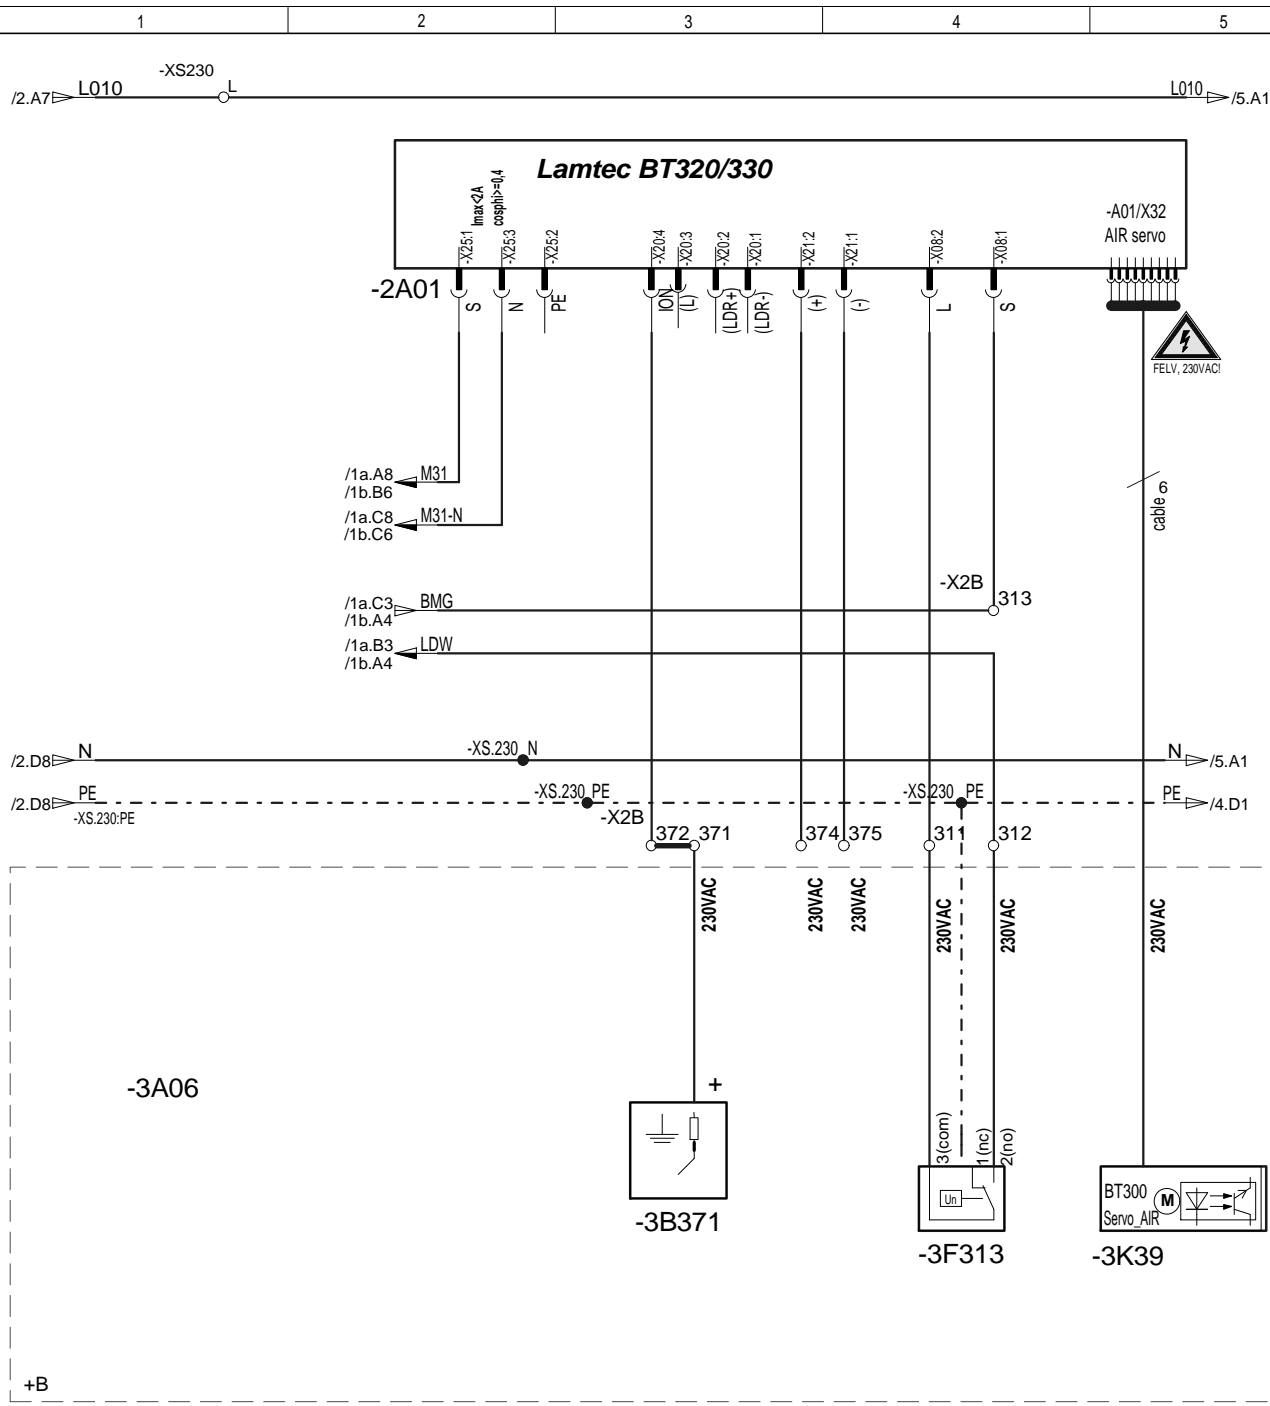 1 2 3 4 5
-XS230
/2.A7 L010 L L010 /5.A1
Lamtec BT320/330
Imax<2A
cosphi>=0,4
-A01/X32
AIR servo
-X25:1 -X25:3 -X25:2 -X20:4 -X20:3 -X20:2 -X20:1 -X21:2 -X21:1 -X08:2 -X08:1
-2A01
S N PE ION (L) (LDR+) (LDR-) (+) (-) L S
FELV, 230VAC!
/1a.A8 M31
/1b.B6
/1a.C8 M31-N
/1b.C6
6
cable
-X2B
313
/1a.C3 BMG
/1b.A4
/1a.B3 LDW
/1b.A4
/2.D8 N -XS.230 N N /5.A1
/2.D8 PE -XS.230 PE -XS.230 PE PE /4.D1
-XS.230:PE
-X2B
372 371 374 375 311 312
230VAC 230VAC 230VAC 230VAC 230VAC 230VAC
-3A06
+
3(com) 1(nc) 2(no)
Un
BT300
Servo_AIR
M
-3B371
-3F313
-3K39
+B